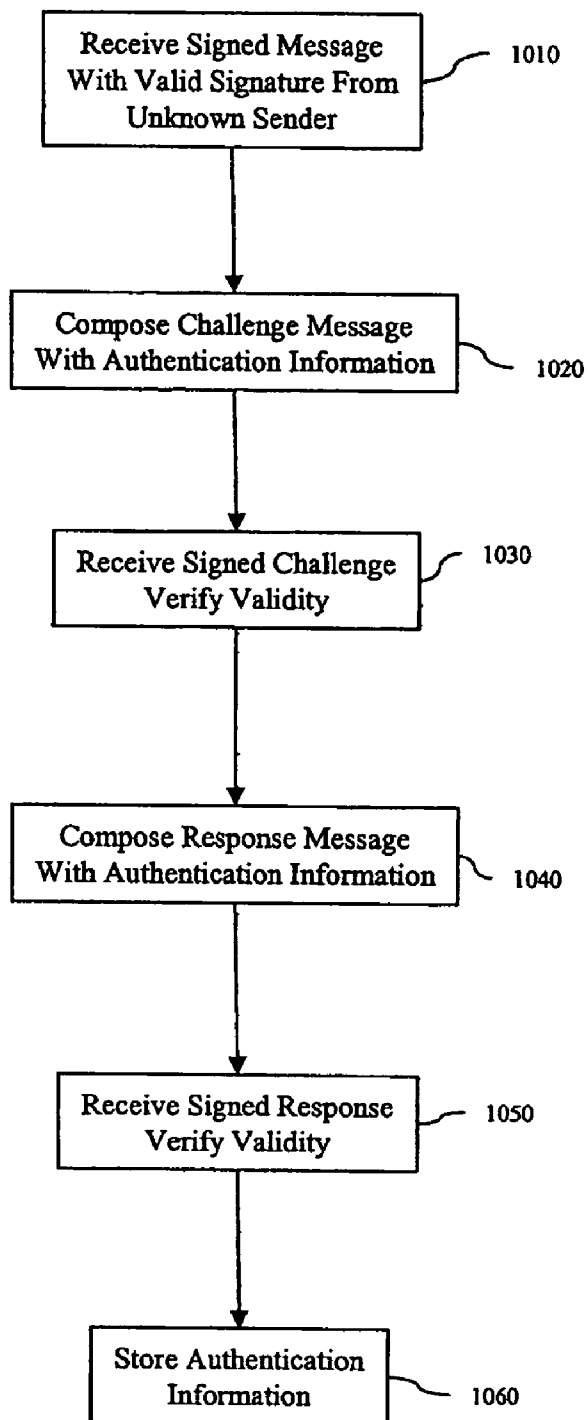 Receive Signed Message
With Valid Signature From
Unknown Sender
1010
Compose Challenge Message
With Authentication Information
1020
Receive Signed Challenge
Verify Validity
1030
Compose Response Message
With Authentication Information
1040
Receive Signed Response
Verify Validity
1050
Store Authentication
Information
1060